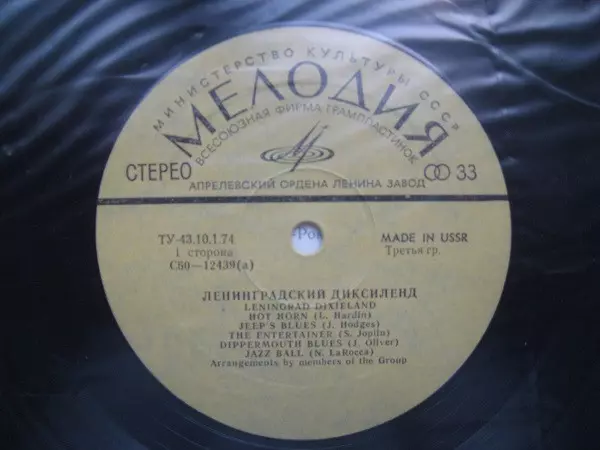 МИНИСТЕРСТВО КУЛЬТУРЫ СССР
МЕЛОДИЯ
ВСЕСОЮЗНАЯ ФИРМА ГРАМПЛАСТИНОК
СТЕРЕО
33
АПРЕЛЕВСКИЙ ОРДЕНА ЛЕНИНА ЗАВОД
ТУ-43.10.1.74
MADE IN USSR
1 сторона
Третья гр.
С60—12439(а)
ЛЕНИНГРАДСКИЙ ДИКСИЛЕНД
LENINGRAD DIXIELAND
HOT HORN (L. Hardin)
JEEP'S BLUES (J. Hodges)
THE ENTERTAINER (S. Joplin)
DIPPERMOUTH BLUES (J. Oliver)
JAZZ BALL (N. LaRocca)
Arrangements by members of the Group